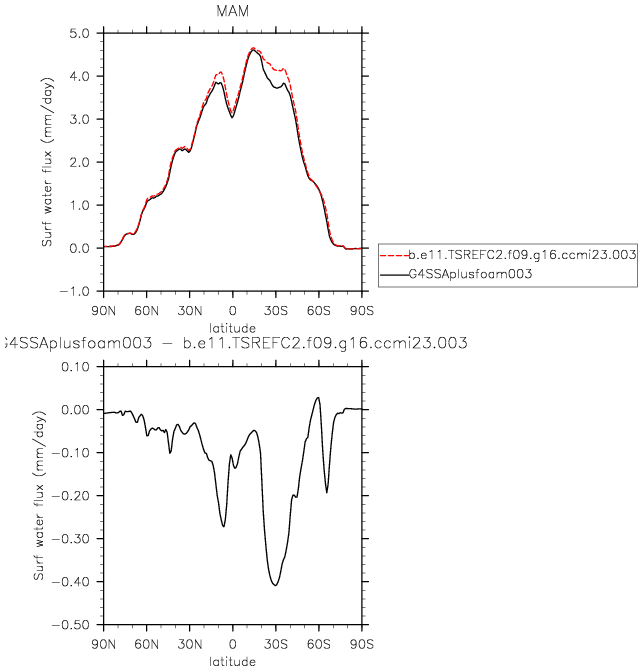 MAM
5.0
4.0
3.0
2.0
1.0
0.0
−1.0
Surf water flux (mm/day)
90N 60N 30N 0 30S 60S 90S
latitude
b.e11.TSREFC2.f09.g16.ccmi23.003
G4SSAplusfoam003
G4SSAplusfoam003 − b.e11.TSREFC2.f09.g16.ccmi23.003
0.10
0.00
−0.10
−0.20
−0.30
−0.40
−0.50
Surf water flux (mm/day)
90N 60N 30N 0 30S 60S 90S
latitude